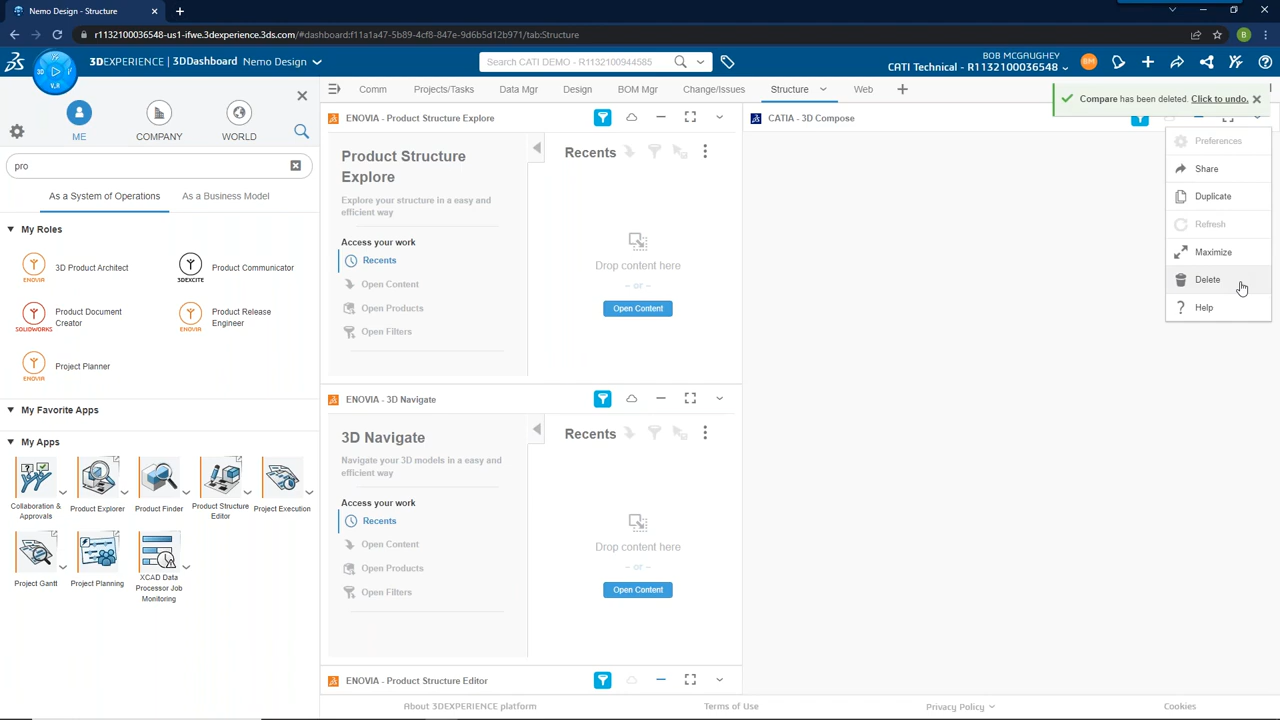 Nemo Design - Structure
r1132100036548-us1-ifwe.3dexperience.3ds.com/#dashboard:f11a1a47-5b89-4cf8-847e-9d6b5d12b971/tab:Structure
B
3DEXPERIENCE | 3DDashboard Nemo Design
Search CATI DEMO - R1132100944585
BOB MCGAUGHEY
CATI Technical - R1132100036548
BM
3D
V.R
Comm
Projects/Tasks
Data Mgr
Design
BOM Mgr
Change/Issues
Structure
Web
Compare has been deleted. Click to undo.
ME
COMPANY
WORLD
pro
As a System of Operations
As a Business Model
My Roles
3D Product Architect
ENOVIA
Product Communicator
3DEXCITE
Product Document
Creator
SOLIDWORKS
Product Release
Engineer
ENOVIA
Project Planner
ENOVIA
My Favorite Apps
My Apps
Collaboration &
Approvals
Product Explorer
Product Finder
Product Structure
Editor
Project Execution
Project Gantt
Project Planning
XCAD Data
Processor Job
Monitoring
ENOVIA - Product Structure Explore
Product Structure
Explore
Explore your structure in a easy and
efficient way
Access your work
Recents
Open Content
Open Products
Open Filters
Recents
Drop content here
– or –
Open Content
ENOVIA - 3D Navigate
3D Navigate
Navigate your 3D models in a easy and
efficient way
Access your work
Recents
Open Content
Open Products
Open Filters
Recents
Drop content here
– or –
Open Content
ENOVIA - Product Structure Editor
CATIA - 3D Compose
Preferences
Share
Duplicate
Refresh
Maximize
Delete
Help
About 3DEXPERIENCE platform
Terms of Use
Privacy Policy
Cookies